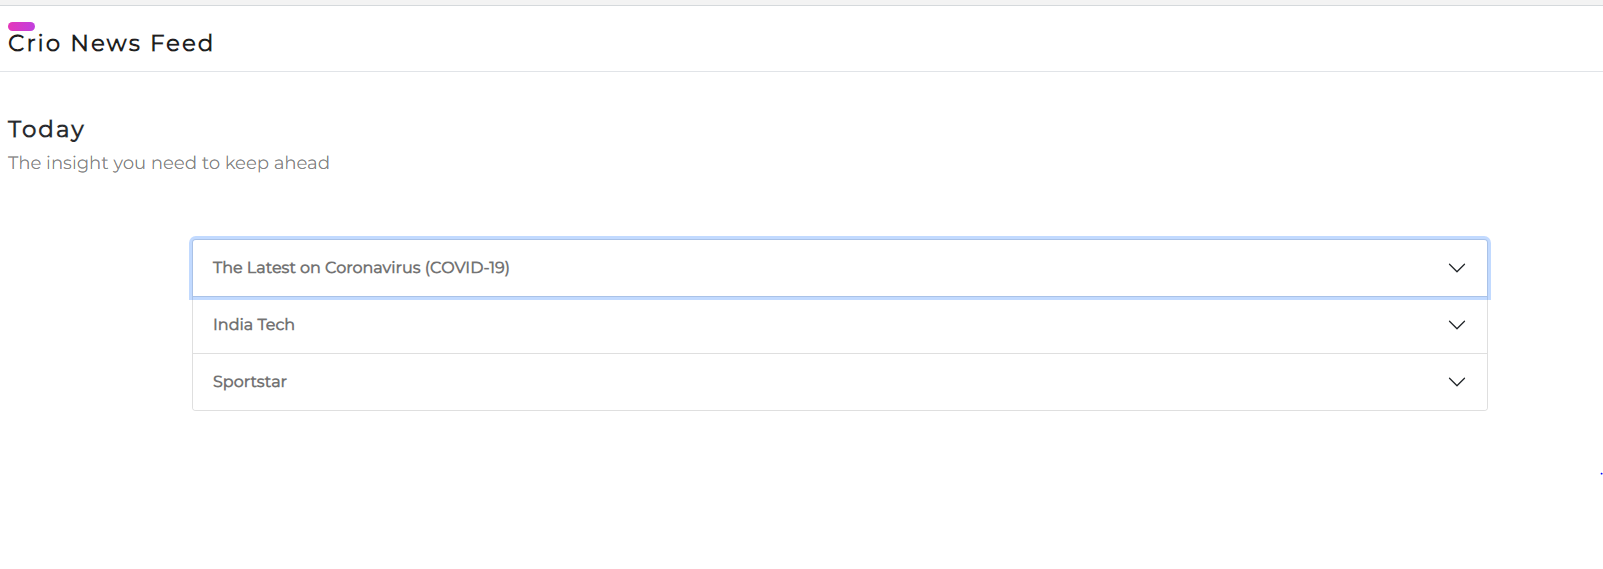 Crio News Feed
Today
The insight you need to keep ahead
The Latest on Coronavirus (COVID-19)
India Tech
Sportstar